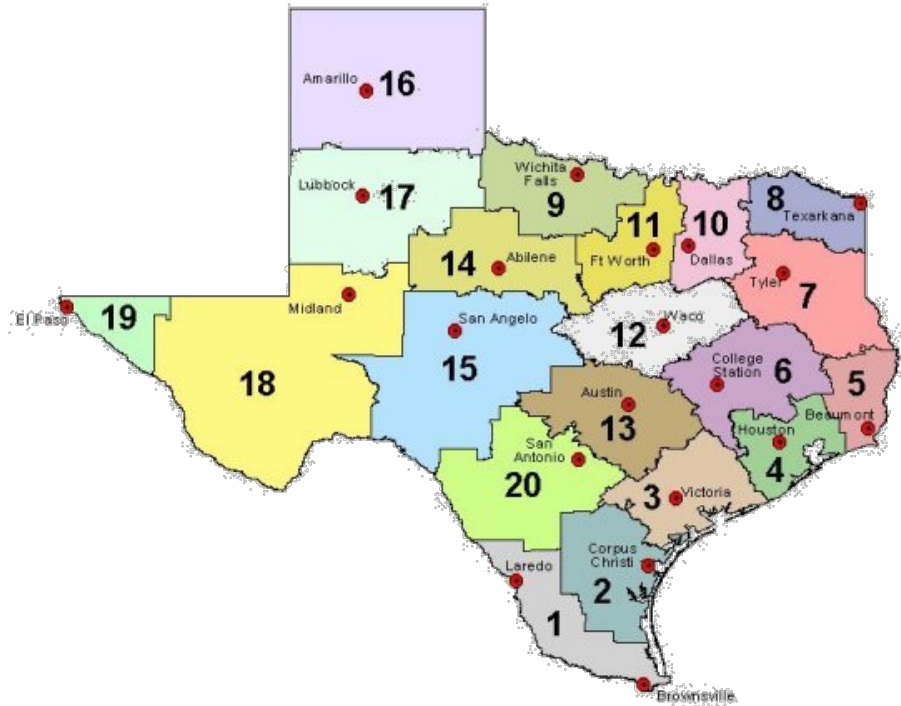 Amarillo
16
Lubbock
17
Wichita
Falls
9
11
Ft Worth
10
Dallas
8
Texarkana
14
Abilene
Tyler
7
El Paso
19
Midland
18
San Angelo
15
12
Waco
College
Station
6
5
Beaumont
Austin
13
Houston
4
San
Antonio
20
3
Victoria
Corpus
Christi
2
Laredo
1
Brownsville